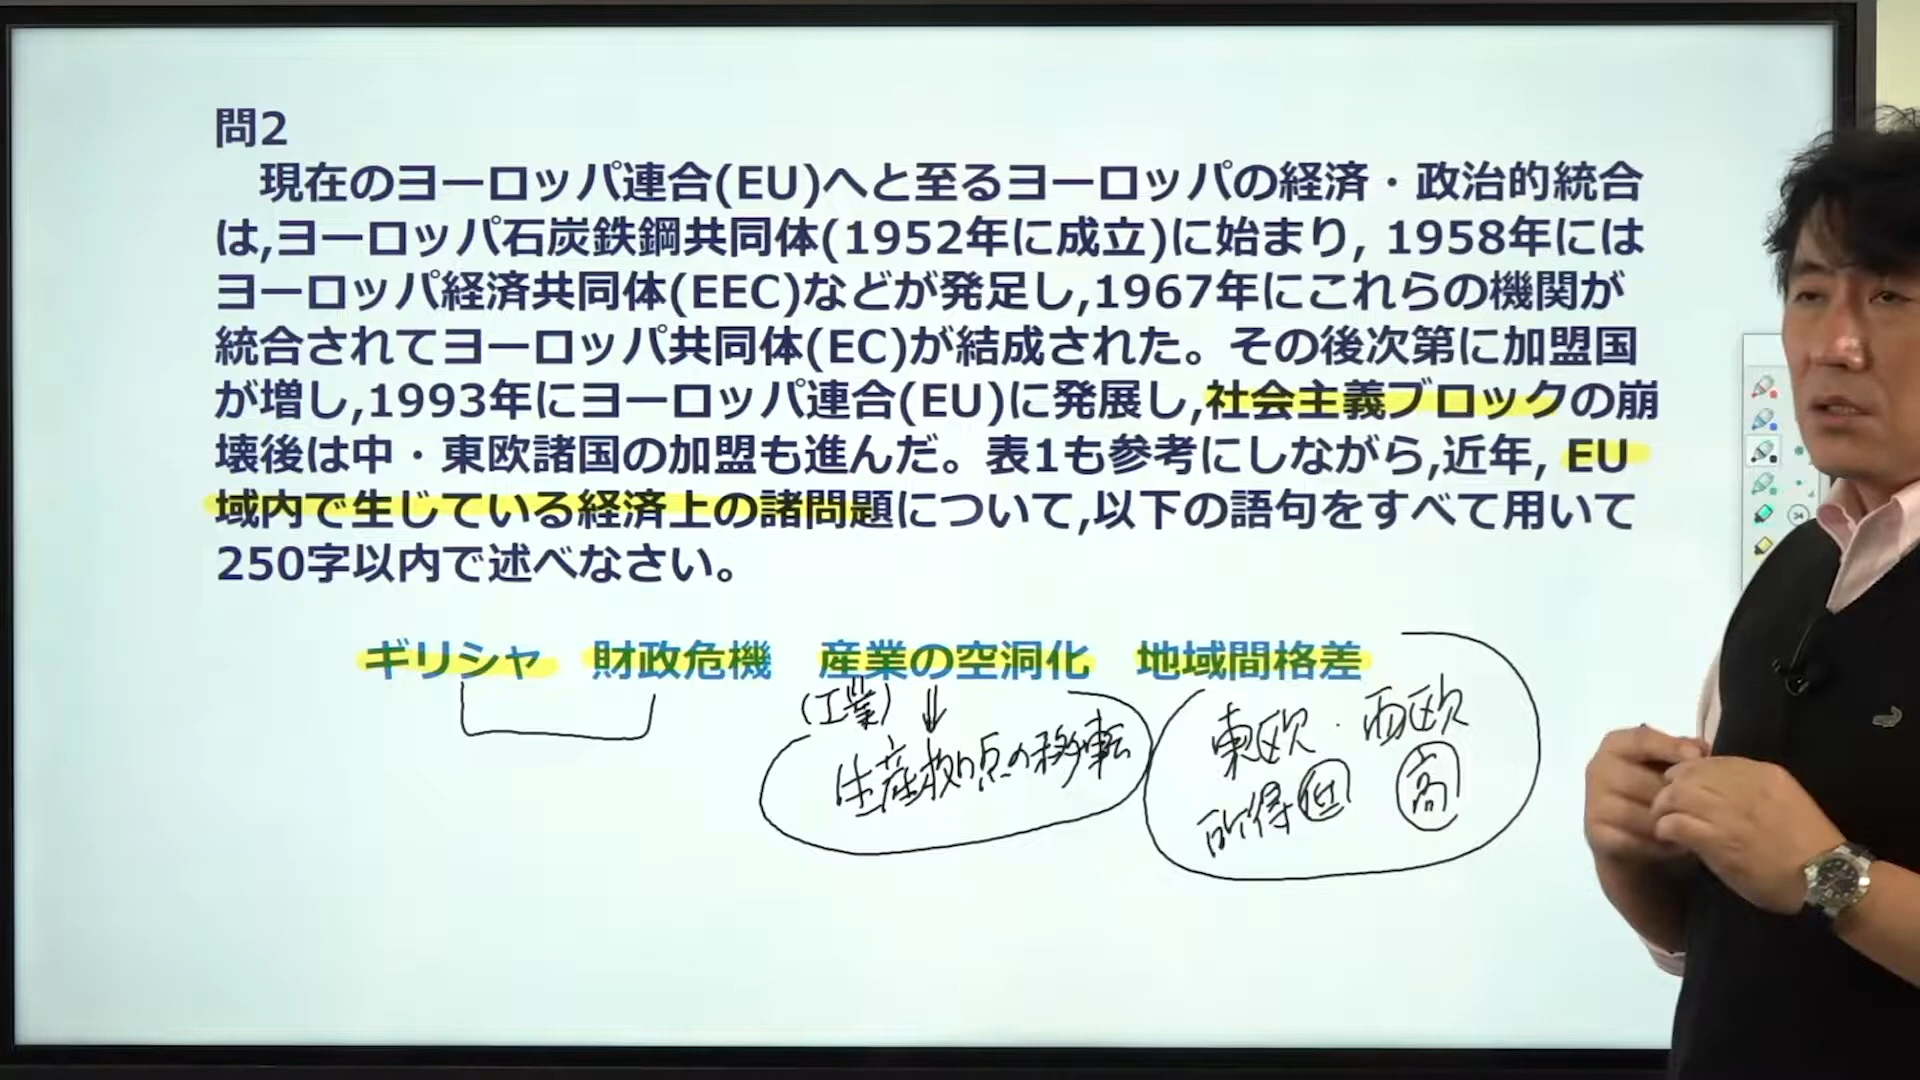 問2
現在のヨーロッパ連合(EU)へと至るヨーロッパの経済・政治的統合
は,ヨーロッパ石炭鉄鋼共同体(1952年に成立)に始まり, 1958年には
ヨーロッパ経済共同体(EEC)などが発足し,1967年にこれらの機関が
統合されてヨーロッパ共同体(EC)が結成された。その後次第に加盟国
が増し,1993年にヨーロッパ連合(EU)に発展し,社会主義ブロックの崩
壊後は中・東欧諸国の加盟も進んだ。表1も参考にしながら,近年, EU
域内で生じている経済上の諸問題について,以下の語句をすべて用いて
250字以内で述べなさい。
ギリシャ 財政危機 産業の空洞化 地域間格差
(工業)
生産拠点の移転
東欧・西欧
所得 低 高
34